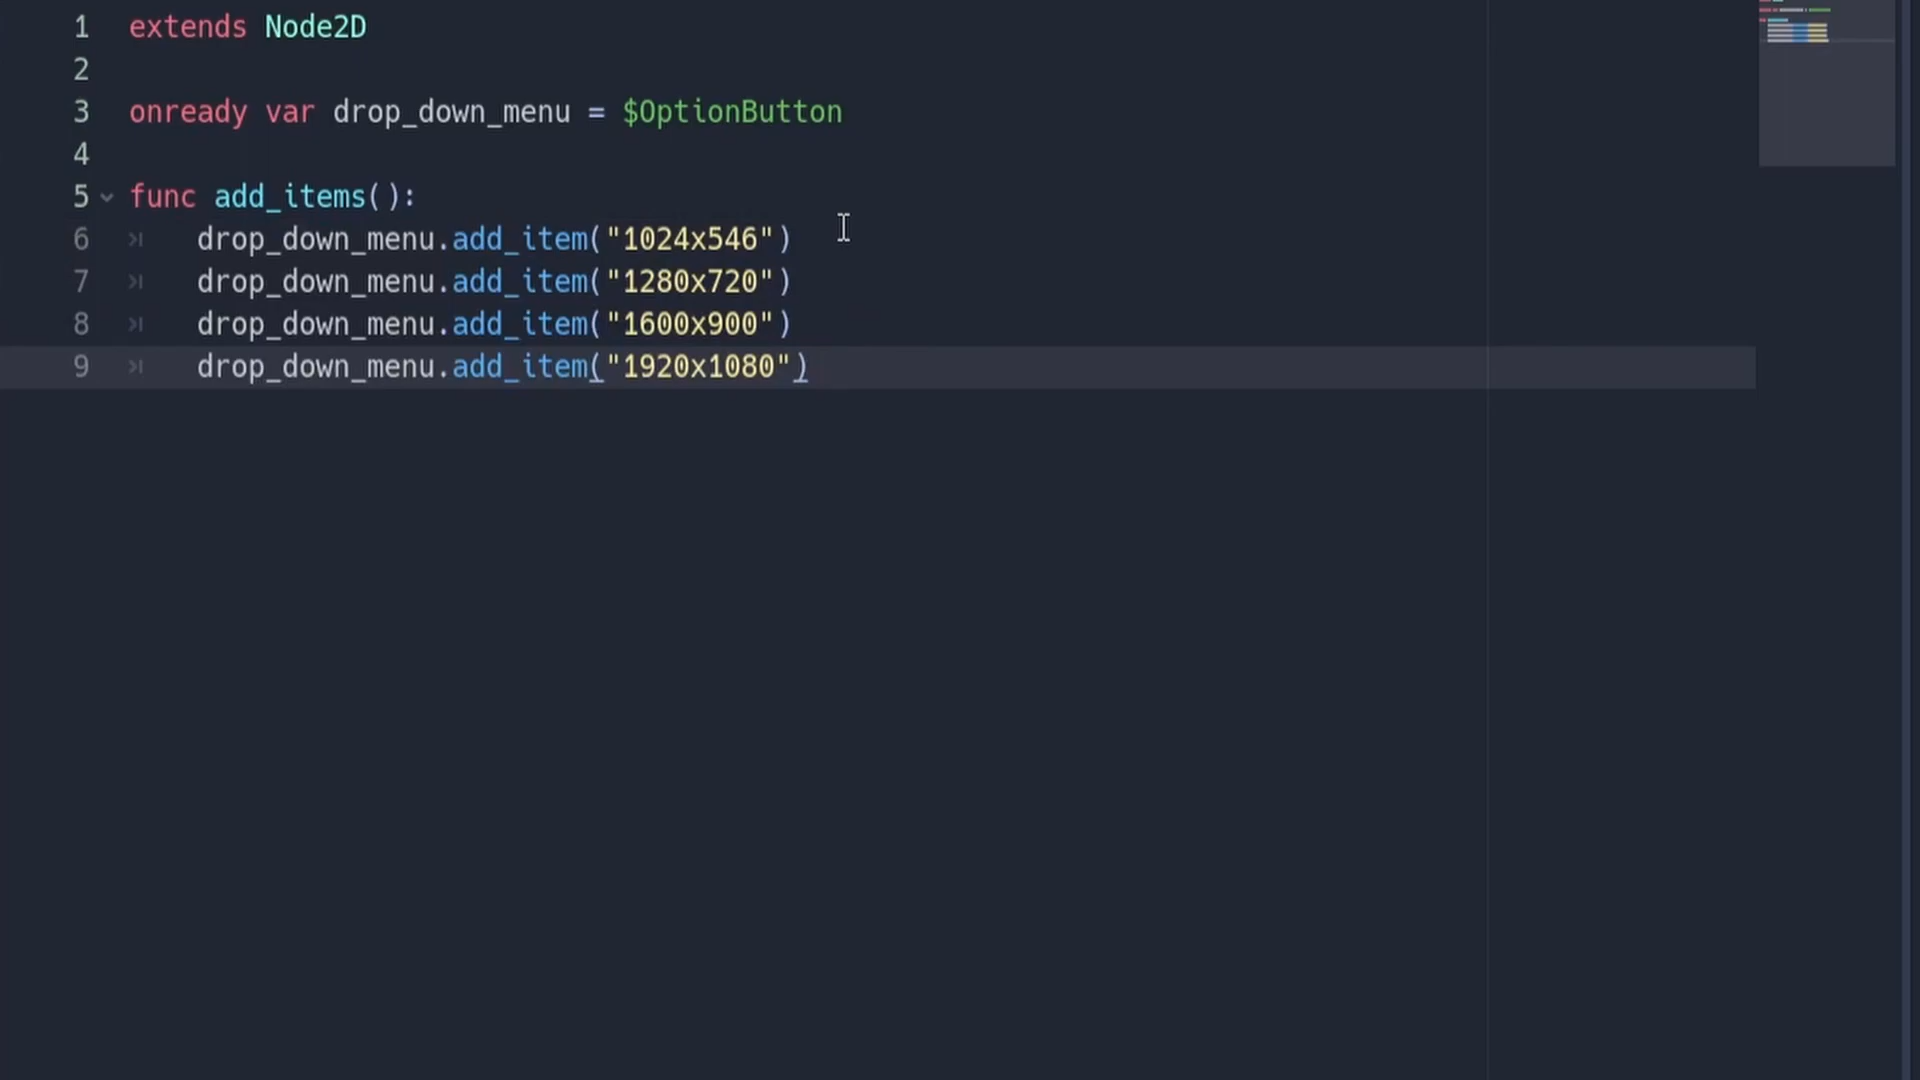 1 extends Node2D
2
3 onready var drop_down_menu = $OptionButton
4
5 func add_items():
6 drop_down_menu.add_item("1024x546")
7 drop_down_menu.add_item("1280x720")
8 drop_down_menu.add_item("1600x900")
9 drop_down_menu.add_item("1920x1080")